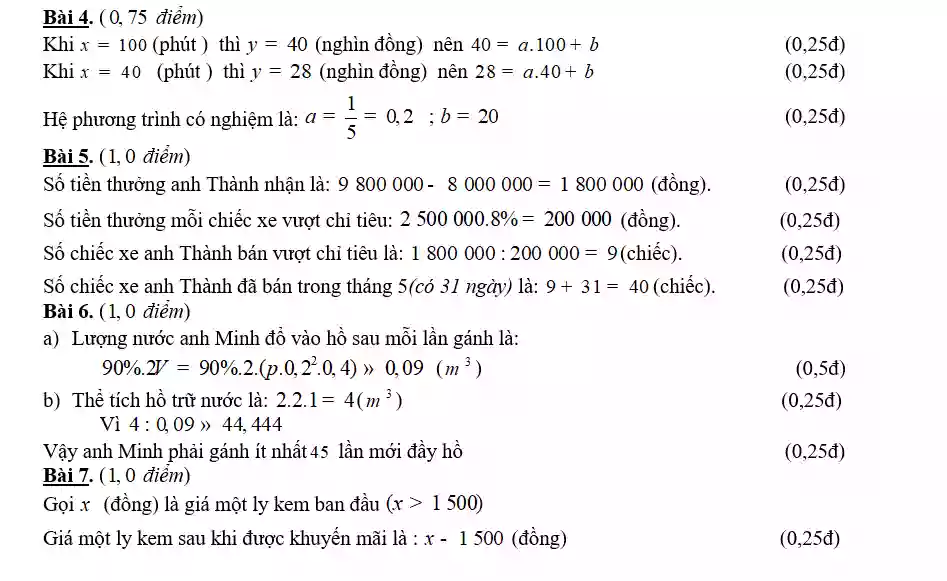 Bài 4. (0,75 điểm)
Khi x = 100 (phút ) thì y = 40 (nghìn đồng) nên 40 = a.100 + b (0,25đ)
Khi x = 40 (phút ) thì y = 28 (nghìn đồng) nên 28 = a.40 + b (0,25đ)
Hệ phương trình có nghiệm là: a = 1/5 = 0,2 ; b = 20 (0,25đ)
Bài 5. (1,0 điểm)
Số tiền thưởng anh Thành nhận là: 9 800 000 - 8 000 000 = 1 800 000 (đồng). (0,25đ)
Số tiền thưởng mỗi chiếc xe vượt chỉ tiêu: 2 500 000.8% = 200 000 (đồng). (0,25đ)
Số chiếc xe anh Thành bán vượt chỉ tiêu là: 1 800 000 : 200 000 = 9 (chiếc). (0,25đ)
Số chiếc xe anh Thành đã bán trong tháng 5(có 31 ngày) là: 9 + 31 = 40 (chiếc). (0,25đ)
Bài 6. (1,0 điểm)
a) Lượng nước anh Minh đổ vào hồ sau mỗi lần gánh là:
90%.2V = 90%.2.(p.0,2².0,4) » 0,09 (m³) (0,5đ)
b) Thể tích hồ trữ nước là: 2.2.1 = 4(m³) (0,25đ)
Vì 4 : 0,09 » 44,444
Vậy anh Minh phải gánh ít nhất 45 lần mới đầy hồ (0,25đ)
Bài 7. (1,0 điểm)
Gọi x (đồng) là giá một ly kem ban đầu (x > 1 500)
Giá một ly kem sau khi được khuyến mãi là : x - 1 500 (đồng) (0,25đ)